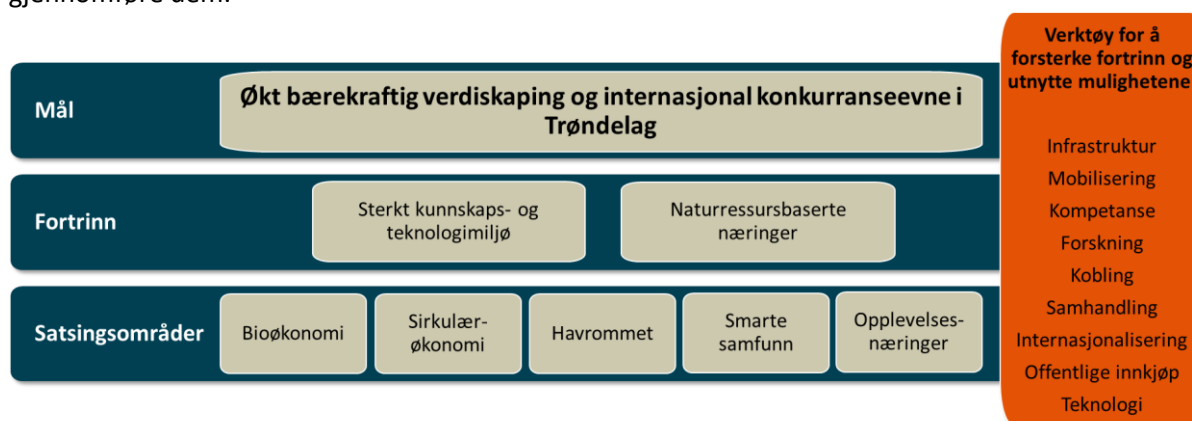 gjennomføre dem.
Mål
Økt bærekraftig verdiskaping og internasjonal konkurranseevne i
Trøndelag
Fortrinn
Sterkt kunnskaps- og
teknologimiljø
Naturressursbaserte
næringer
Satsingsområder
Bioøkonomi
Sirkulær-
økonomi
Havrommet
Smarte
samfunn
Opplevelses-
næringer
Verktøy for å
forsterke fortrinn og
utnytte mulighetene
Infrastruktur
Mobilisering
Kompetanse
Forskning
Kobling
Samhandling
Internasjonalisering
Offentlige innkjøp
Teknologi